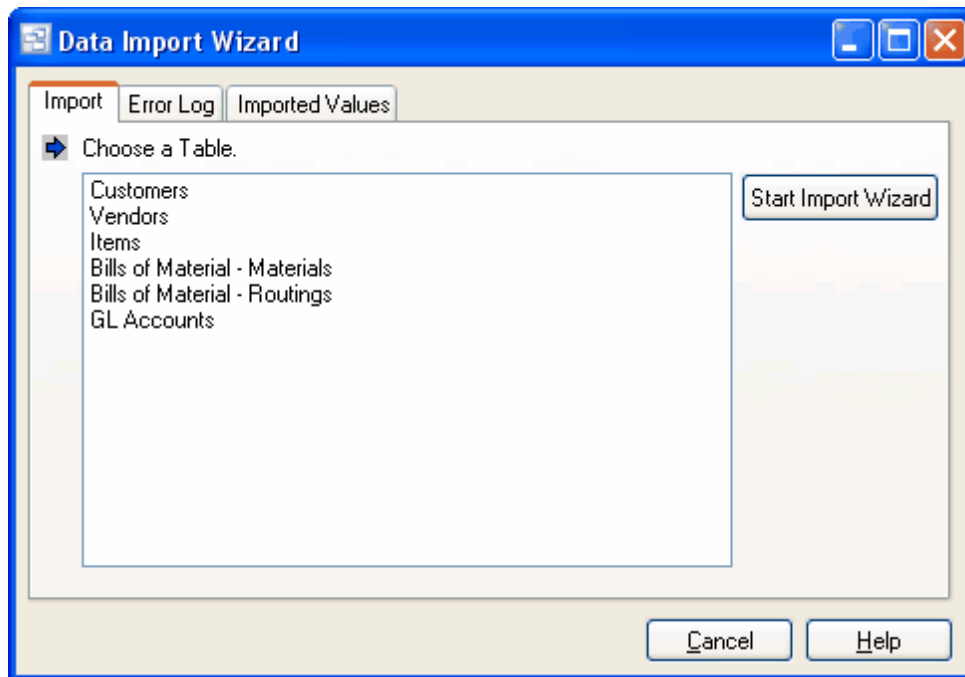 Data Import Wizard
Import
Error Log
Imported Values
Choose a Table.
Customers
Vendors
Items
Bills of Material - Materials
Bills of Material - Routings
GL Accounts
Start Import Wizard
Cancel
Help